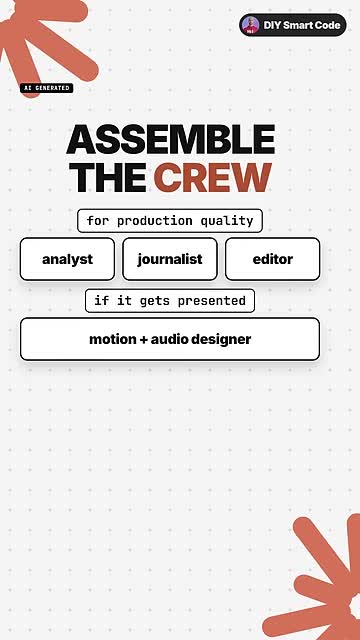 DIY Smart Code
AI GENERATED
ASSEMBLE
THE CREW
for production quality
analyst journalist editor
if it gets presented
motion + audio designer